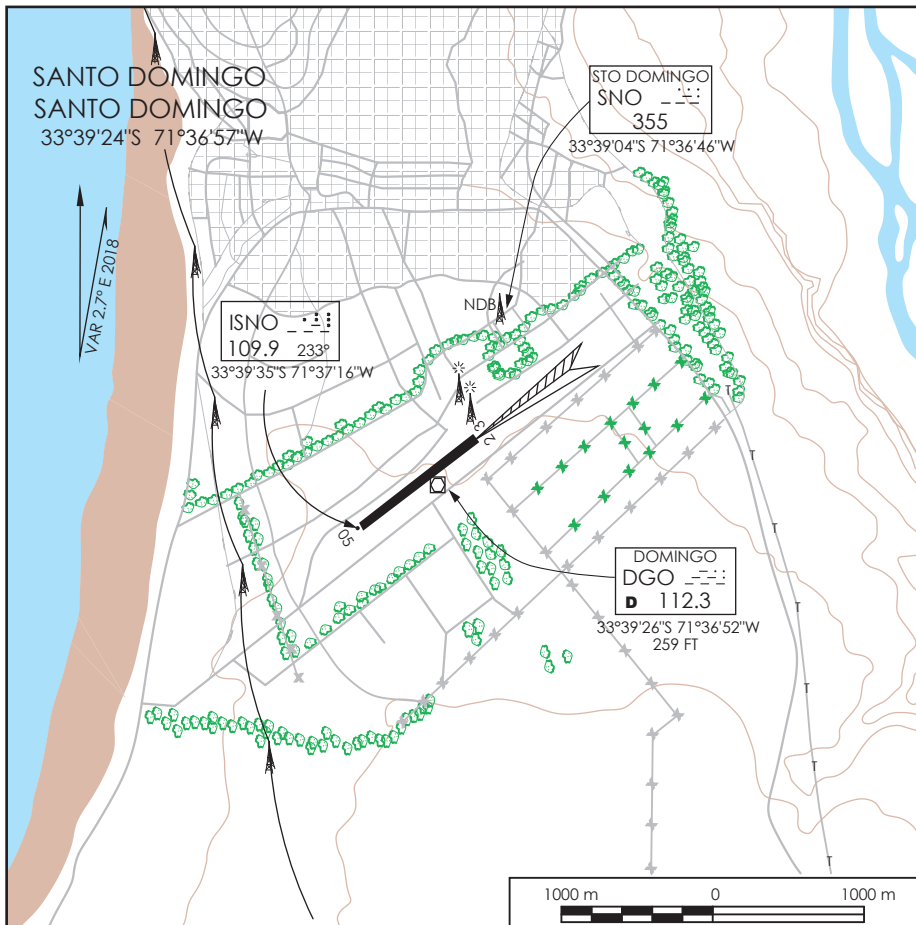 SANTO DOMINGO
SANTO DOMINGO
33°39'24"S 71°36'57"W
STO DOMINGO
SNO
355
33°39'04"S 71°36'46"W
VAR 2.7° E 2018
NDB
ISNO
109.9 233°
33°39'35"S 71°37'16"W
23
05
DOMINGO
DGO
D 112.3
33°39'26"S 71°36'52"W
259 FT
T
T
T
T
T
T
1000 m 0 1000 m